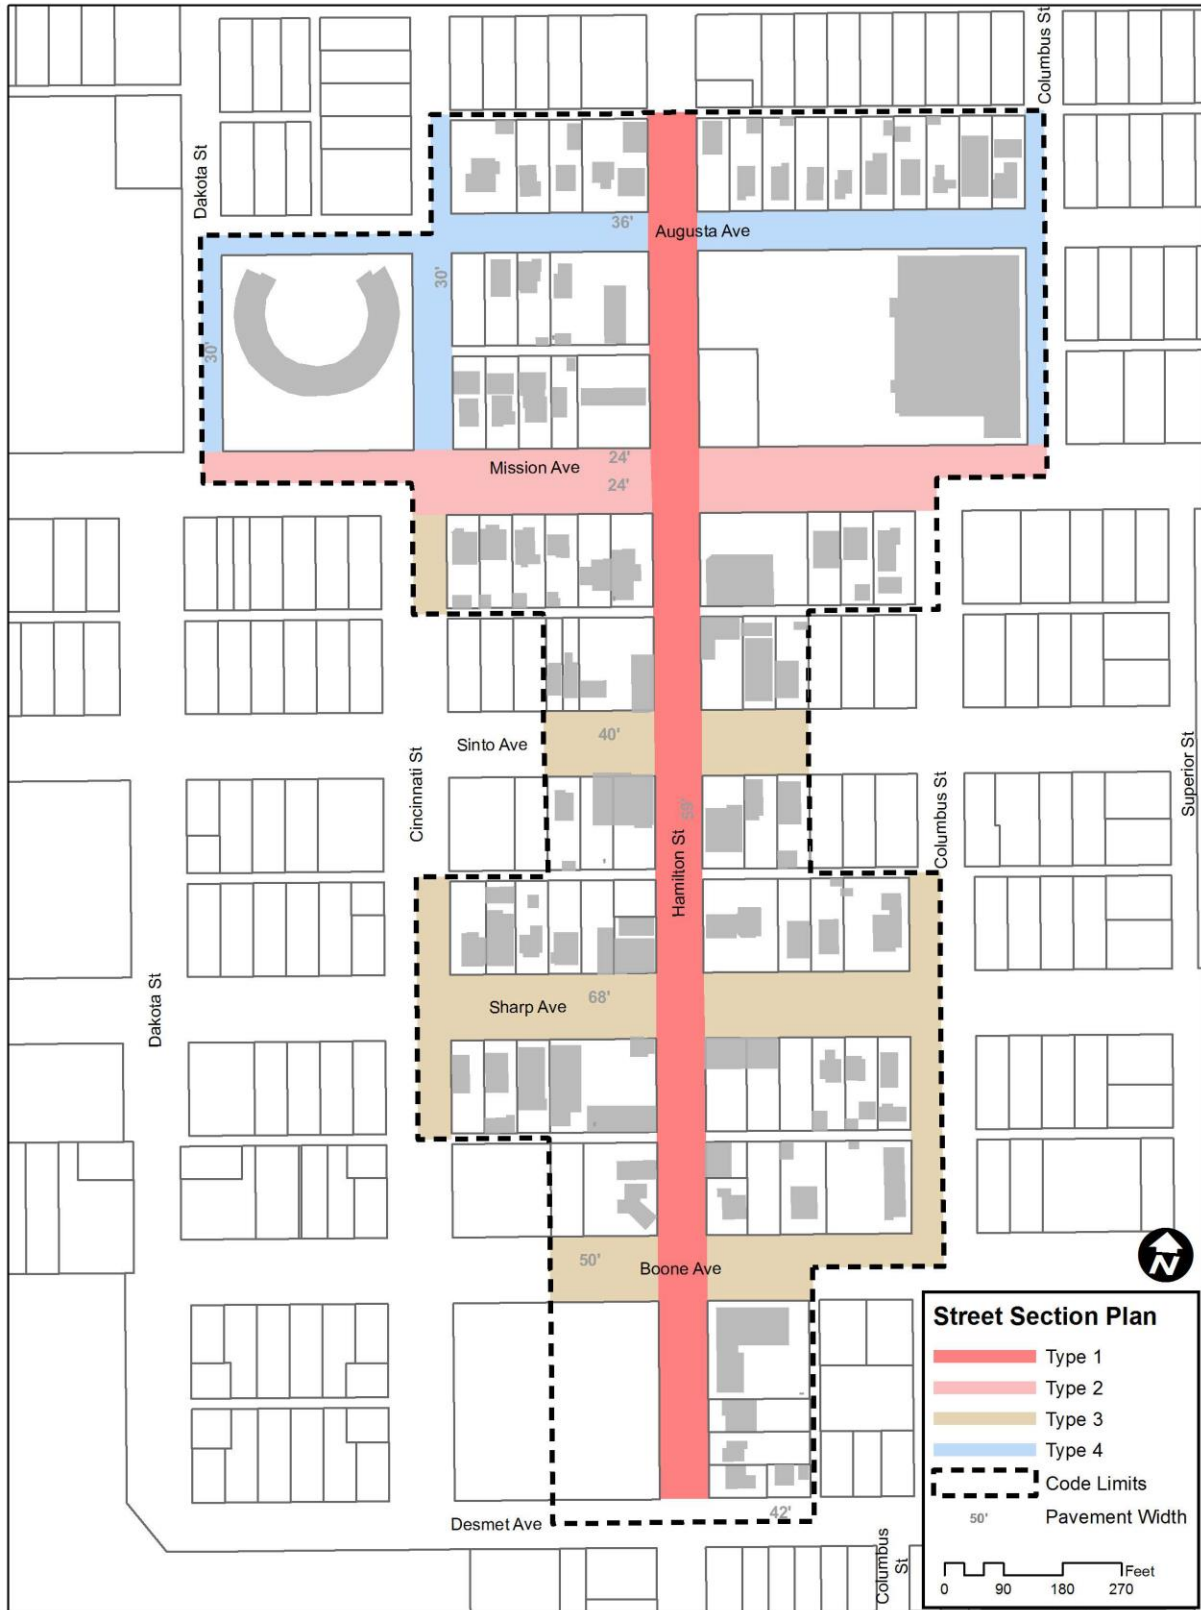 Columbus St
Dakota St
36'
Augusta Ave
30'
30'
Mission Ave
24'
24'
Sinto Ave
40'
Cincinnati St
Superior St
Columbus St
59'
Hamilton St
Dakota St
68'
Sharp Ave
50'
Boone Ave
N
Desmet Ave
42'
Columbus
St
Street Section Plan
Type 1
Type 2
Type 3
Type 4
Code Limits
50' Pavement Width
Feet
0 90 180 270